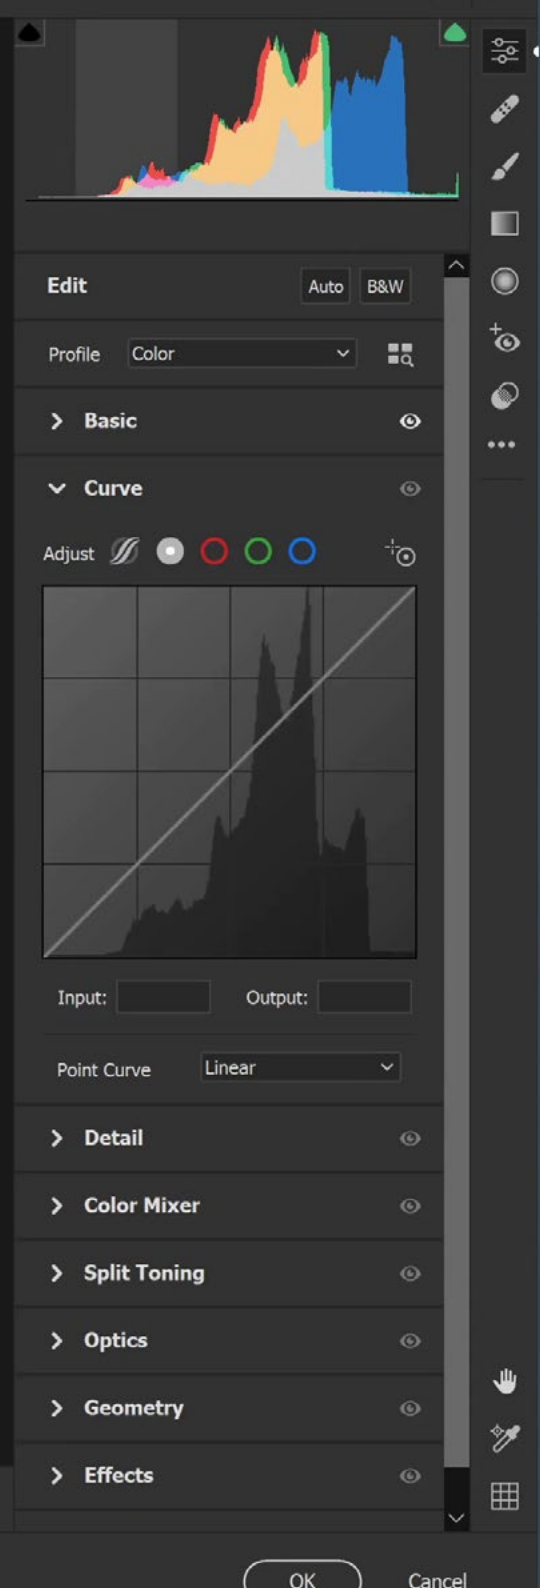 Edit Auto B&W
Profile Color
Basic
Curve
Adjust
Input: Output:
Point Curve Linear
Detail
Color Mixer
Split Toning
Optics
Geometry
Effects
OK Cancel